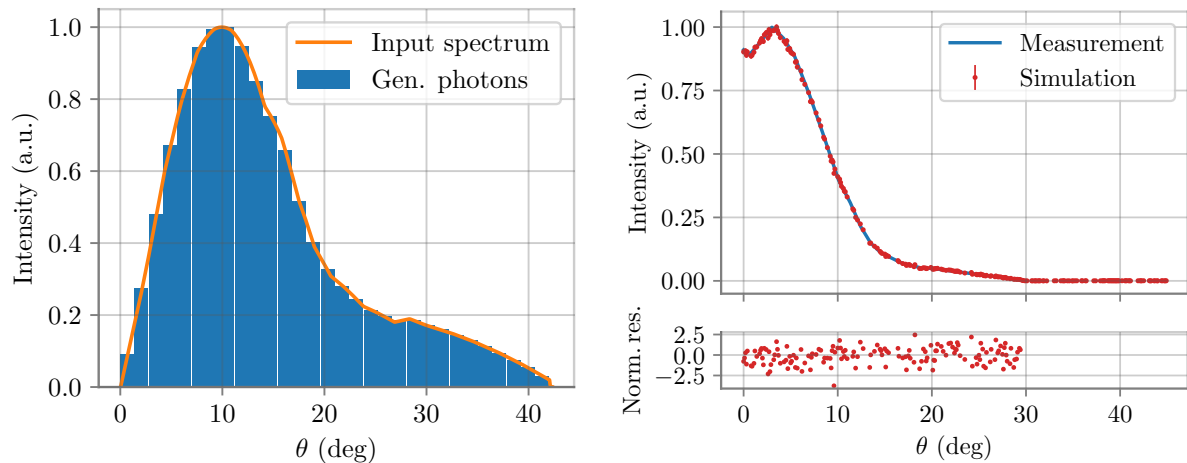 Intensity (a.u.)
1.0
0.8
0.6
0.4
0.2
0.0
0
10
20
30
40
θ (deg)
Input spectrum
Gen. photons
Intensity (a.u.)
1.00
0.75
0.50
0.25
0.00
Measurement
Simulation
Norm. res.
2.5
0.0
−2.5
0
10
20
30
40
θ (deg)